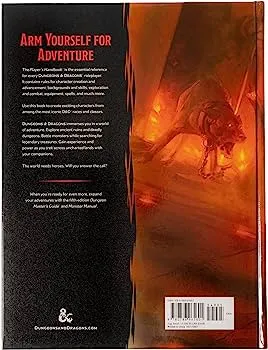 ARM YOURSELF FOR
ADVENTURE
The Player's Handbook is the essential reference
for every DUNGEONS & DRAGONS roleplayer.
It contains rules for character creation and
advancement, backgrounds and skills, exploration
and combat, equipment, spells, and much more.
Use this book to create exciting characters from
among the most iconic D&D races and classes.
DUNGEONS & DRAGONS immerses you in a world
of adventure. Explore ancient ruins and deadly
dungeons. Battle monsters while searching for
legendary treasures. Gain experience and power
as you trek across uncharted lands with
your companions.
The world needs heroes. Will you answer the call?
When you're ready for even more, expand
your adventures with the fifth-edition Dungeon
Master's Guide and Monster Manual.
&
DUNGEONSANDDRAGONS.COM